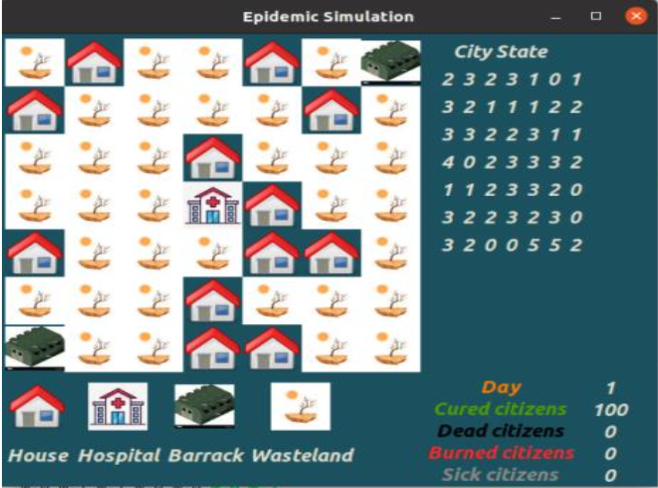 Epidemic Simulation
City State
2 3 2 3 1 0 1
3 2 1 1 1 2 2
3 3 2 2 3 1 1
4 0 2 3 3 3 2
1 1 2 3 3 2 0
3 2 2 3 2 3 0
3 2 0 0 5 5 2
Day 1
Cured citizens 100
Dead citizens 0
Burned citizens 0
Sick citizens 0
House Hospital Barrack Wasteland